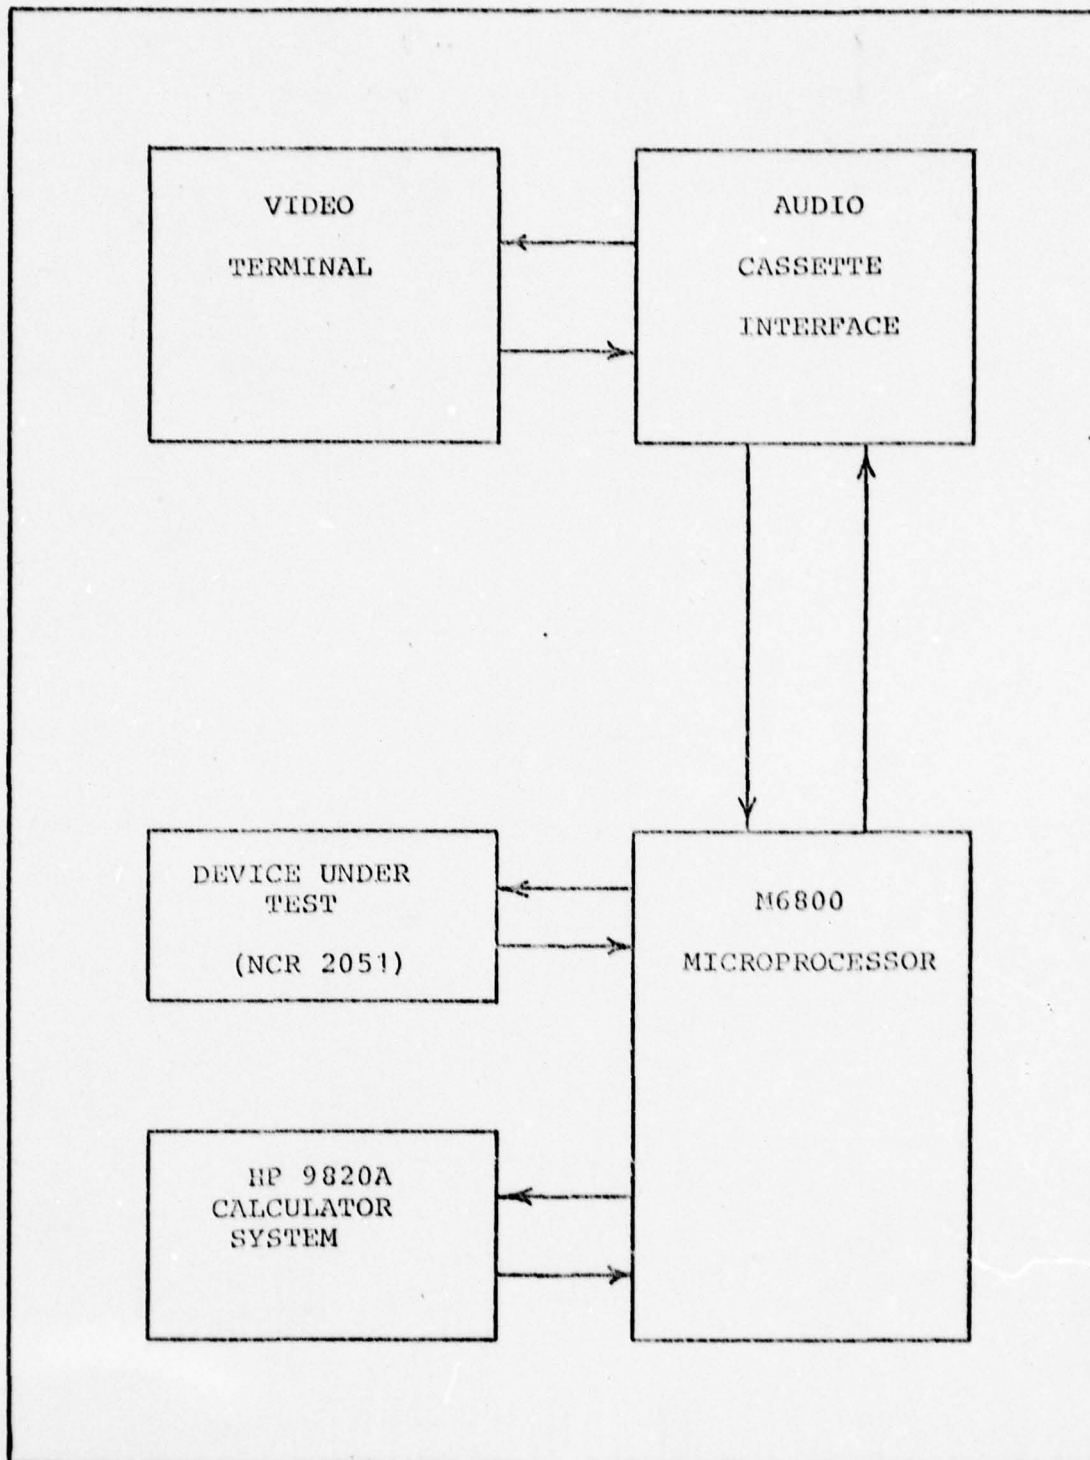 VIDEO
TERMINAL
AUDIO
CASSETTE
INTERFACE
DEVICE UNDER
TEST
(NCR 2051)
M6800
MICROPROCESSOR
HP 9820A
CALCULATOR
SYSTEM